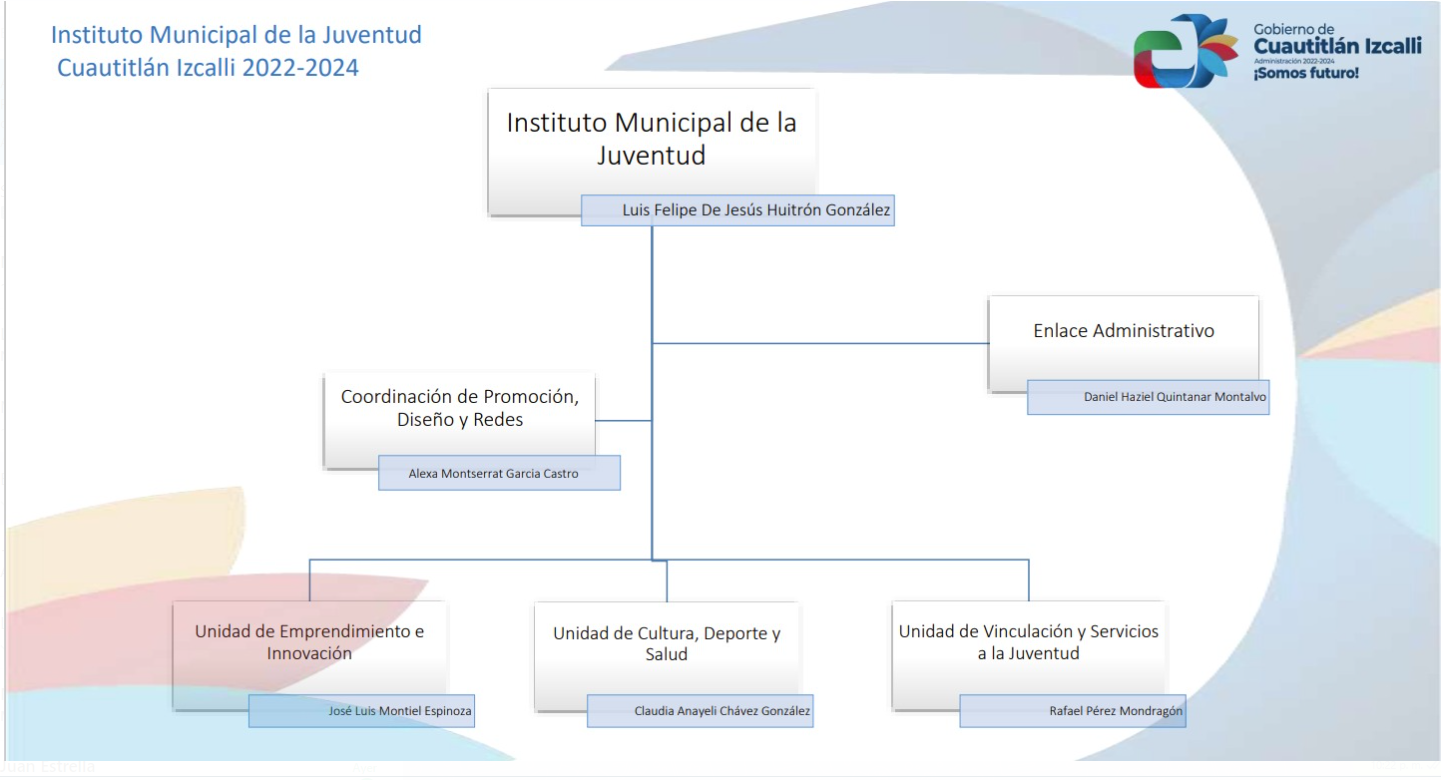 Instituto Municipal de la Juventud
Cuautitlán Izcalli 2022-2024
Gobierno de
Cuautitlán Izcalli
Administración 2022-2024
¡Somos futuro!
Instituto Municipal de la
Juventud
Luis Felipe De Jesús Huitrón González
Enlace Administrativo
Daniel Haziel Quintanar Montalvo
Coordinación de Promoción,
Diseño y Redes
Alexa Montserrat Garcia Castro
Unidad de Emprendimiento e
Innovación
José Luis Montiel Espinoza
Unidad de Cultura, Deporte y
Salud
Claudia Anayeli Chávez González
Unidad de Vinculación y Servicios
a la Juventud
Rafael Pérez Mondragón
Juan Estrella